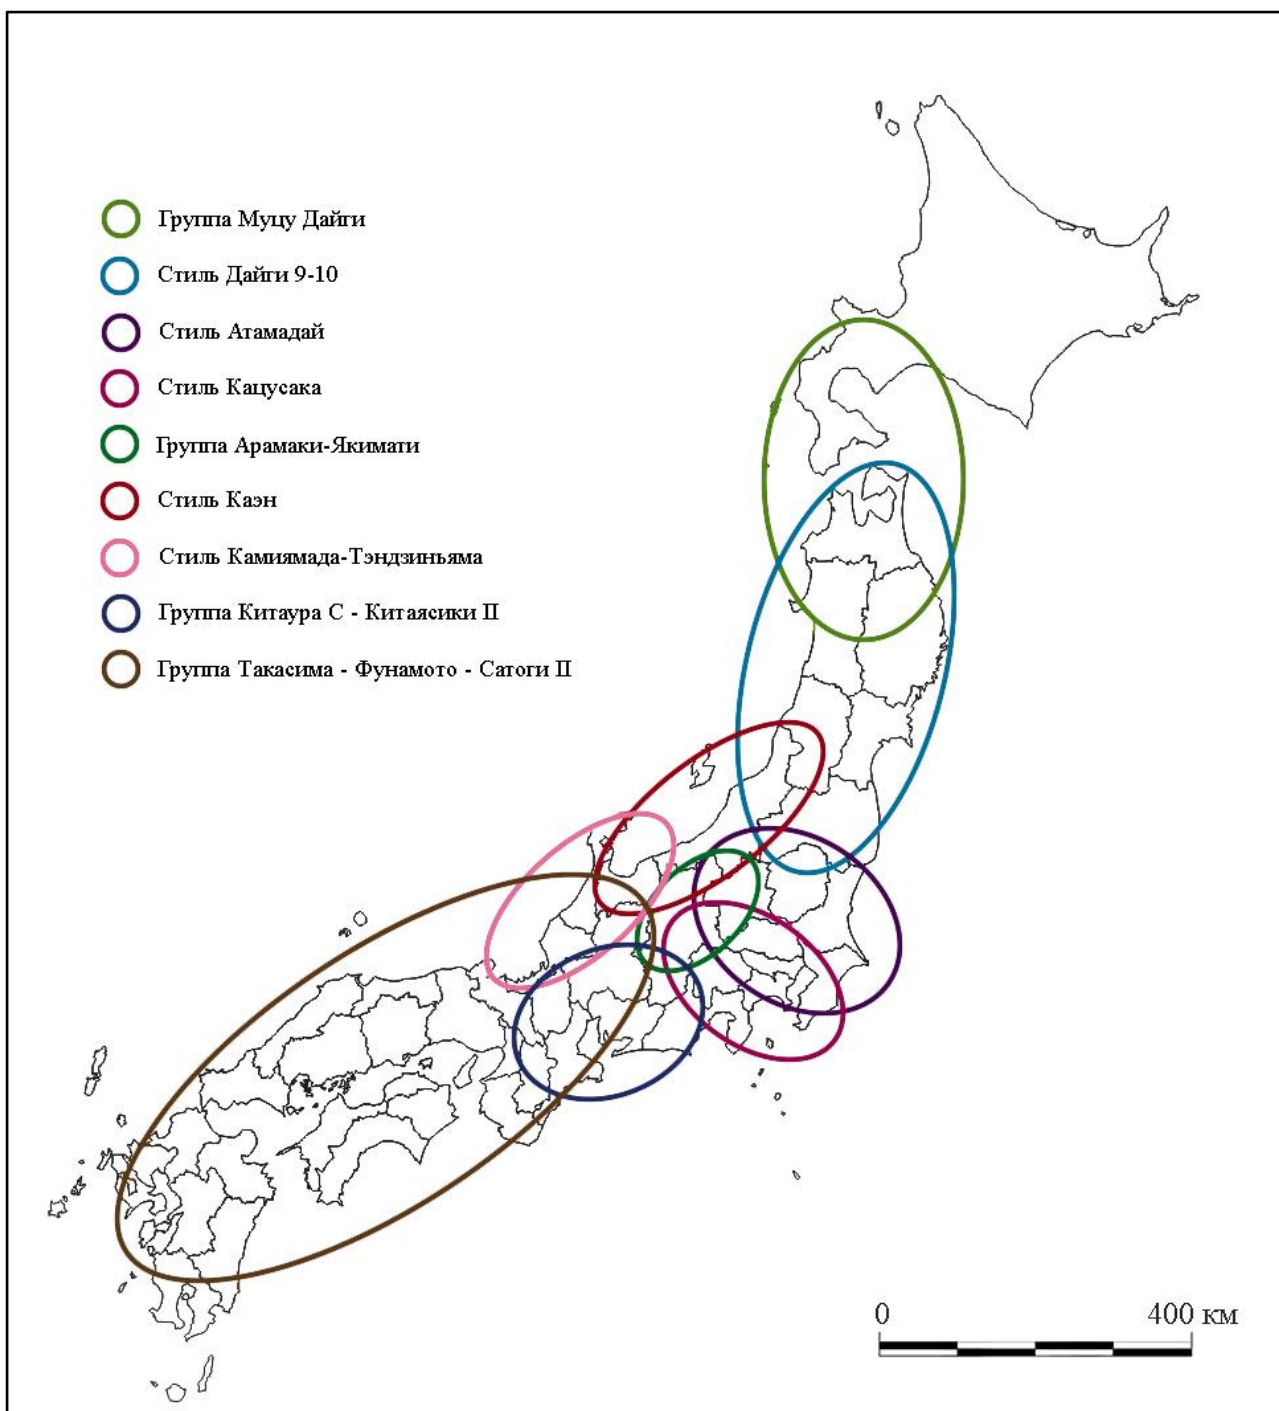 Группа Муцу Дайги
Стиль Дайги 9-10
Стиль Атамадай
Стиль Кацусака
Группа Арамаки-Якимати
Стиль Каэн
Стиль Камиямада-Тэндзиньяма
Группа Китаура С - Китаясики II
Группа Такасима - Фунамото - Сатоги II
0 400 км